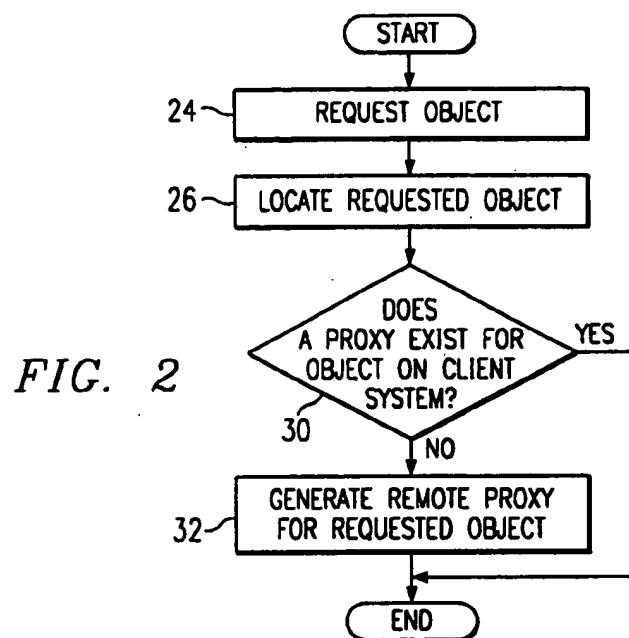 START
24
REQUEST OBJECT
26
LOCATE REQUESTED OBJECT
DOES
A PROXY EXIST FOR
OBJECT ON CLIENT
SYSTEM?
YES
FIG. 2
30
NO
GENERATE REMOTE PROXY
FOR REQUESTED OBJECT
32
END